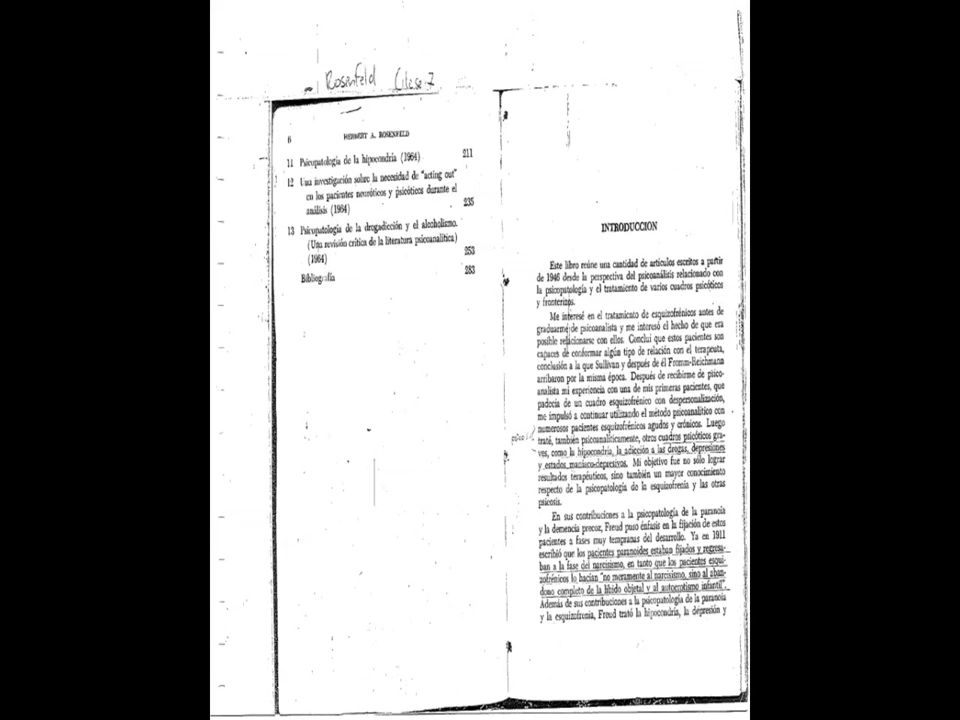 Rosenfeld Clase 7
6 HERBERT A. ROSENFELD
11 Psicopatología de la hipocondría (1964) 211
12 Una investigación sobre la necesidad de "acting out"
en los pacientes neuróticos y psicóticos durante el
análisis (1964) 235
13 Psicopatología de la drogadicción y el alcoholismo.
(Una revisión crítica de la literatura psicoanalítica)
(1964) 253
Bibliografía 283
INTRODUCCION
Este libro reúne una cantidad de artículos escritos a partir
de 1946 desde la perspectiva del psicoanálisis relacionado con
la psicopatología y el tratamiento de varios cuadros psicóticos
y fronterizos.
Me interesé en el tratamiento de esquizofrénicos antes de
graduarme de psicoanalista y me interesó el hecho de que era
posible relacionarse con ellos. Concluí que estos pacientes son
capaces de conformar algún tipo de relación con el terapeuta,
conclusión a la que Sullivan y después de él Fromm-Reichmann
arribaron por la misma época. Después de recibirme de psico-
analista mi experiencia con una de mis primeras pacientes, que
padecía de un cuadro esquizofrénico con despersonalización,
me impulsó a continuar utilizando el método psicoanalítico con
numerosos pacientes esquizofrénicos agudos y crónicos. Luego
traté, también psicoanalíticamente, otros cuadros psicóticos gra-
ves, como la hipocondría, la adicción a las drogas, depresiones
y estados maníaco-depresivos. Mi objetivo fue no sólo lograr
resultados terapéuticos, sino también un mayor conocimiento
respecto de la psicopatología de la esquizofrenia y las otras
psicosis.
En sus contribuciones a la psicopatología de la paranoia
y la demencia precoz, Freud puso énfasis en la fijación de estos
pacientes a fases muy tempranas del desarrollo. Ya en 1911
escribió que los pacientes paranoides estaban fijados y regresa-
ban a la fase del narcisismo, en tanto que los pacientes esqui-
zofrénicos lo hacían "no meramente al narcisismo, sino al aban-
dono completo de la libido objetal y al autoerotismo infantil".
Además de sus contribuciones a la psicopatología de la paranoia
y la esquizofrenia, Freud trató la hipocondría, la depresión y